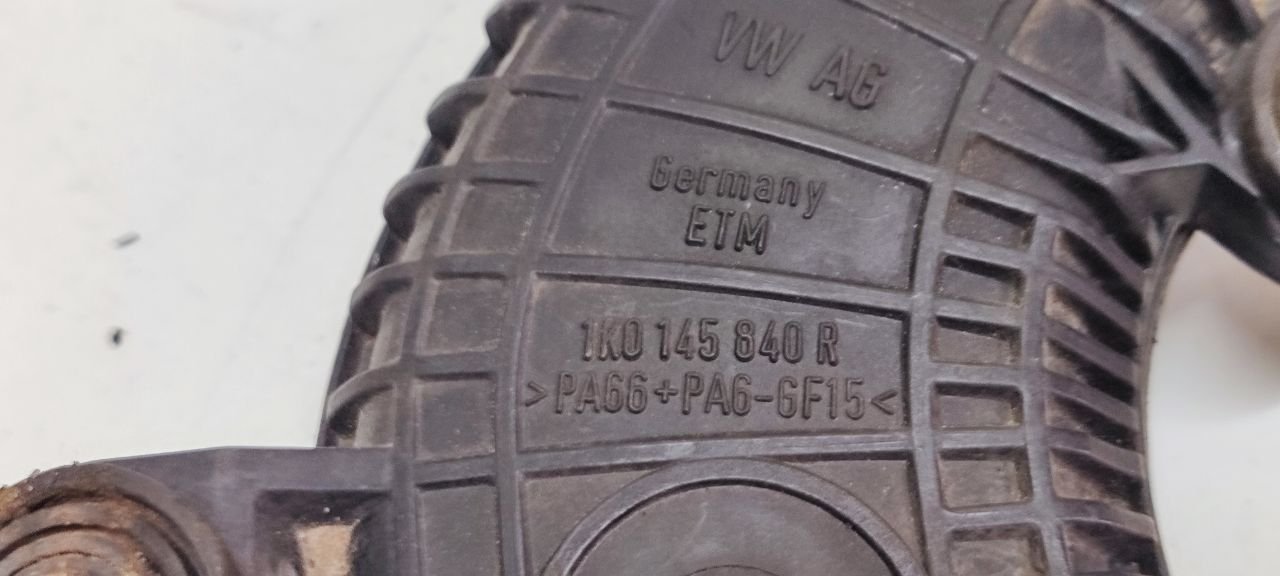 VW AG
Germany
ETM
1K0 145 840 R
>PA66+PA6-GF15<